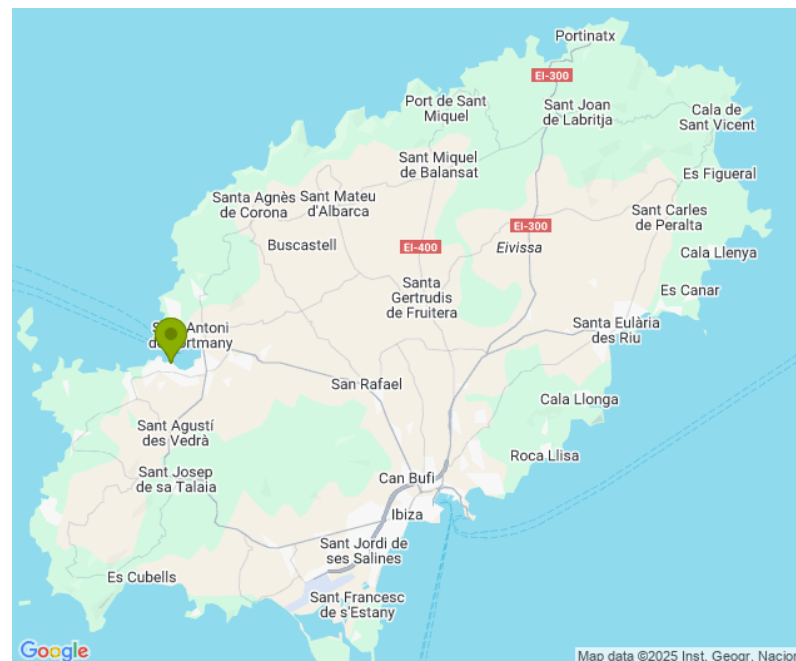 Portinatx
EI-300
Port de Sant
Miquel
Sant Joan
de Labritja
Cala de
Sant Vicent
Sant Miquel
de Balansat
Es Figueral
Santa Agnès
de Corona
Sant Mateu
d'Albarca
Sant Carles
de Peralta
EI-300
Buscastell
EI-400
Eivissa
Cala Llenya
Santa
Gertrudis
de Fruitera
Es Canar
Antoni
Santa Eulària
des Riu
San Rafael
Cala Llonga
Sant Agustí
des Vedrà
Roca Llisa
Sant Josep
de sa Talaia
Can Bufi
Ibiza
Sant Jordi de
ses Salines
Es Cubells
Sant Francesc
de s'Estany
Google
Map data ©2025 Inst. Geogr. Nacion